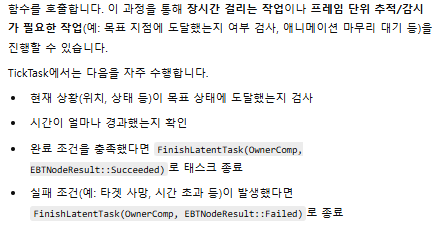 함수를 호출합니다. 이 과정을 통해 장시간 걸리는 작업이나 프레임 단위 추적/감시
가 필요한 작업(예: 목표 지점에 도달했는지 여부 검사, 애니메이션 마무리 대기 등)을
진행할 수 있습니다.
TickTask에서는 다음을 자주 수행합니다.
• 현재 상황(위치, 상태 등)이 목표 상태에 도달했는지 검사
• 시간이 얼마나 경과했는지 확인
• 완료 조건을 충족했다면 FinishLatentTask(OwnerComp,
EBTNodeResult::Succeeded) 로 태스크 종료
• 실패 조건(예: 타겟 사망, 시간 초과 등)이 발생했다면
FinishLatentTask(OwnerComp, EBTNodeResult::Failed) 로 종료